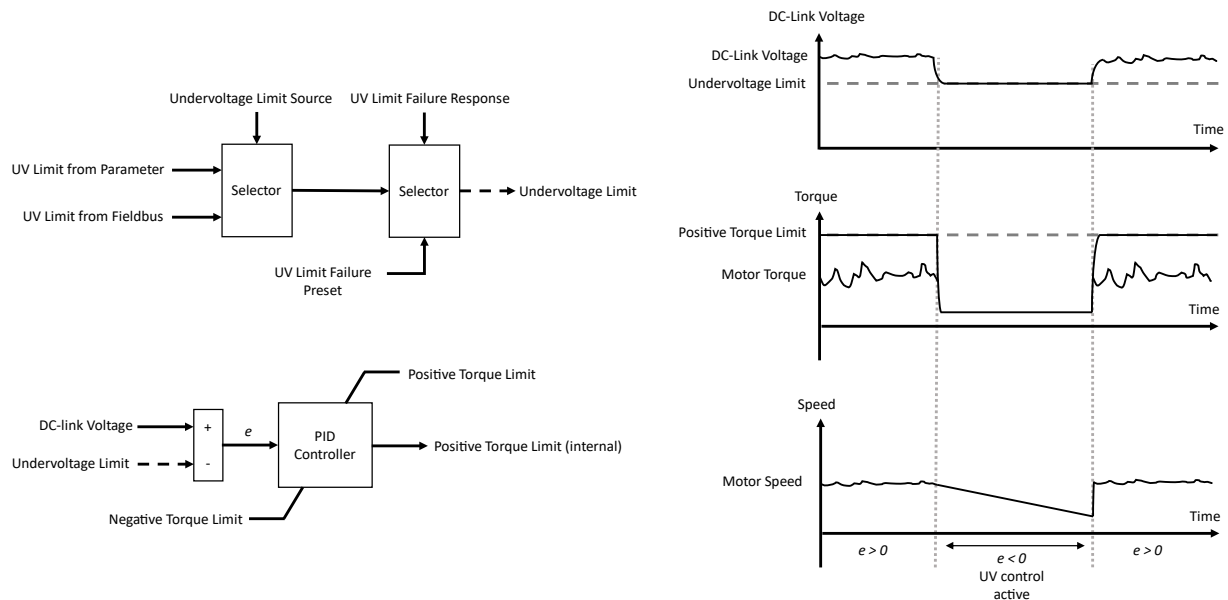 Undervoltage Limit Source
UV Limit Failure Response
UV Limit from Parameter
UV Limit from Fieldbus
Selector
Selector
Undervoltage Limit
UV Limit Failure
Preset
Positive Torque Limit
DC-link Voltage
Undervoltage Limit
+
-
e
PID
Controller
Positive Torque Limit (internal)
Negative Torque Limit
DC-Link Voltage
DC-Link Voltage
Undervoltage Limit
Time
Torque
Positive Torque Limit
Motor Torque
Time
Speed
Motor Speed
Time
e > 0
e < 0
e > 0
UV control
active